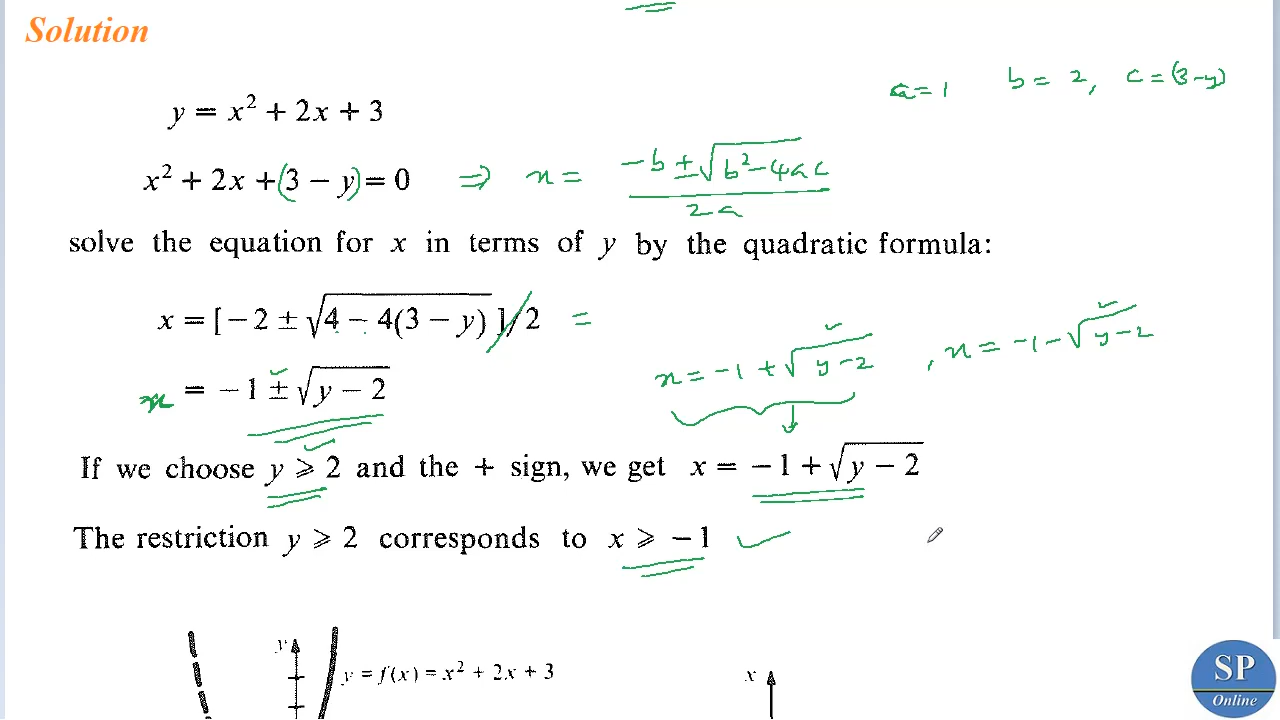 Solution
a = 1 b = 2, c = (3 - y)
y = x² + 2x + 3
x² + 2x + (3 − y) = 0 ⇒ x = −b ± √(b² − 4ac) / 2a
solve the equation for x in terms of y by the quadratic formula:
x = [−2 ± √(4 − 4(3 − y)) ]/2 =
x = −1 ± √(y − 2) x = −1 + √(y − 2) , x = −1 − √(y − 2)
If we choose y ⩾ 2 and the + sign, we get x = −1 + √(y − 2)
The restriction y ⩾ 2 corresponds to x ⩾ −1
y
y = f(x) = x² + 2x + 3
x
SP
Online